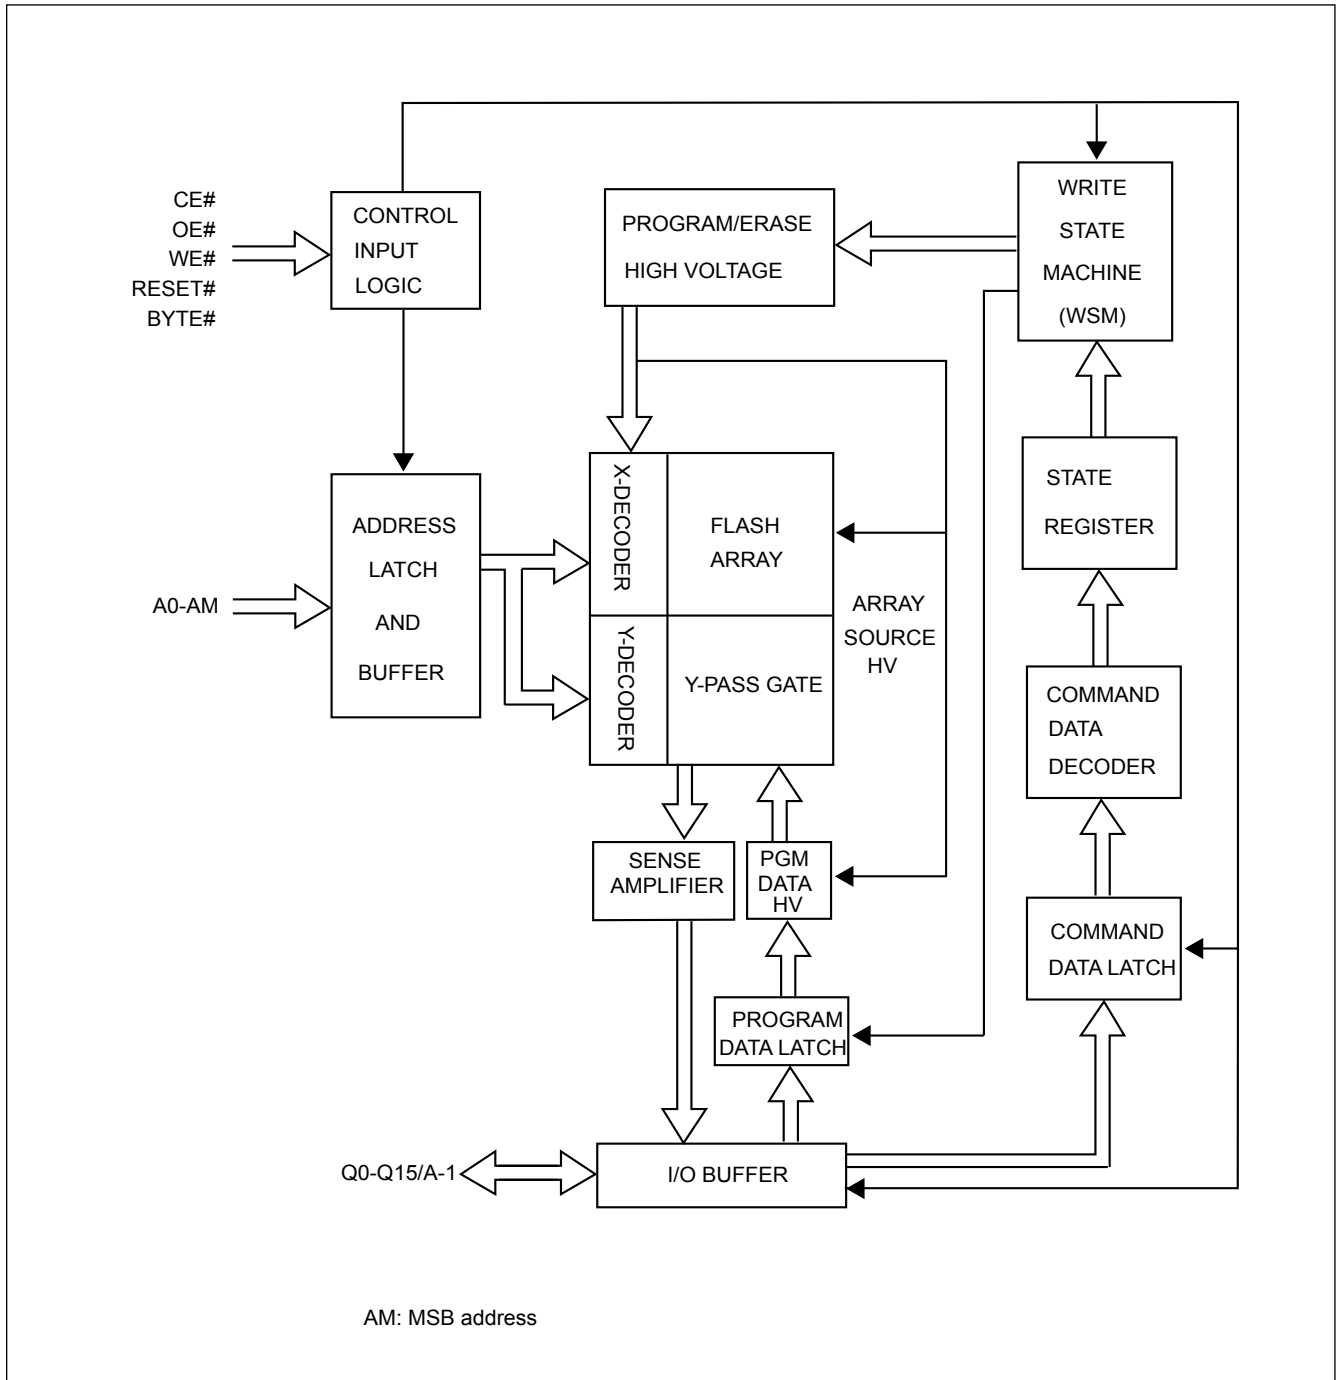 CE#
OE#
WE#
RESET#
BYTE#
CONTROL
INPUT
LOGIC
PROGRAM/ERASE
HIGH VOLTAGE
WRITE
STATE
MACHINE
(WSM)
STATE
REGISTER
A0-AM
ADDRESS
LATCH
AND
BUFFER
X-DECODER
FLASH
ARRAY
Y-DECODER
Y-PASS GATE
ARRAY
SOURCE
HV
COMMAND
DATA
DECODER
SENSE
AMPLIFIER
PGM
DATA
HV
COMMAND
DATA LATCH
PROGRAM
DATA LATCH
Q0-Q15/A-1
I/O BUFFER
AM: MSB address